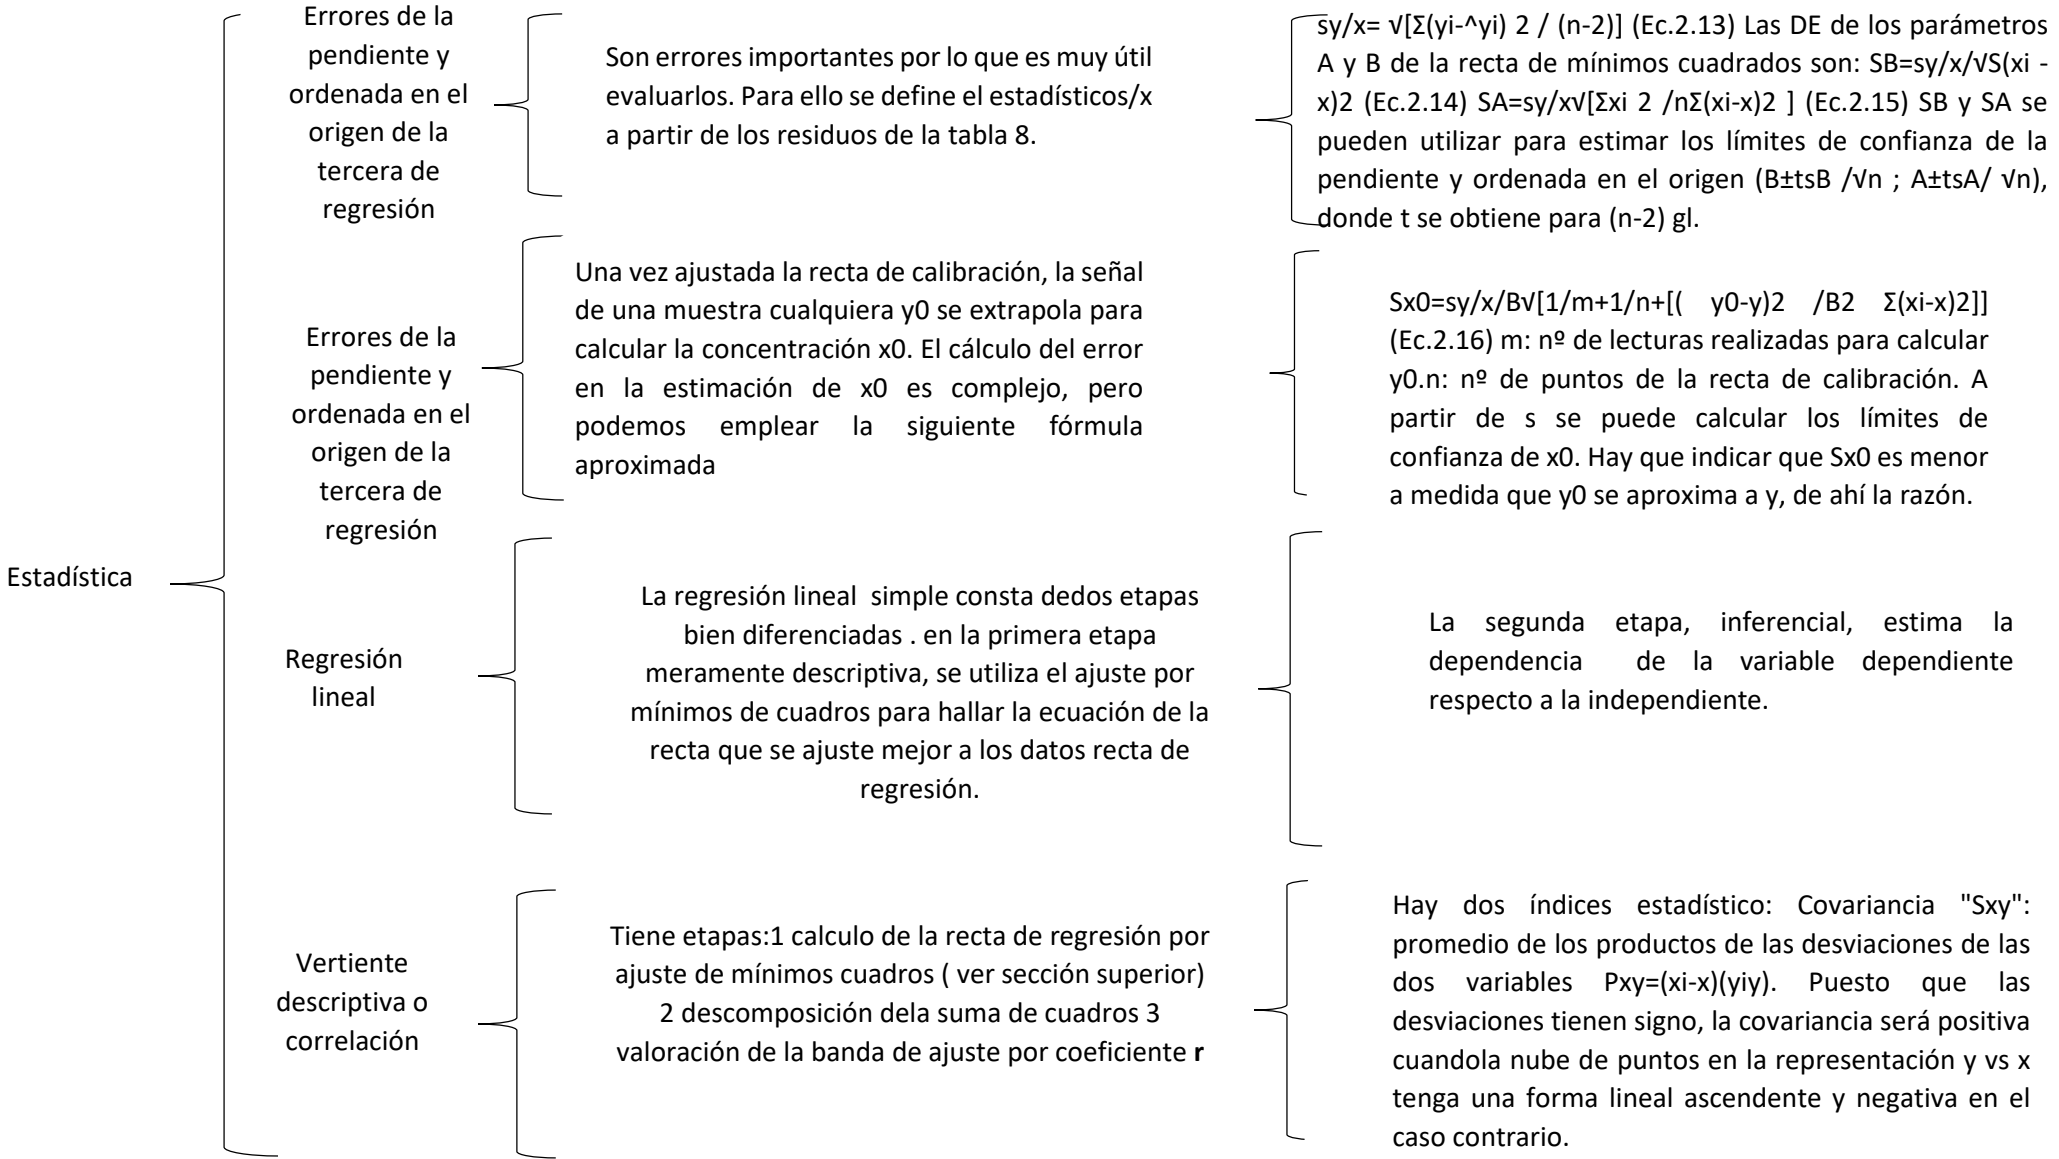 Estadística
Errores de la
pendiente y
ordenada en el
origen de la
tercera de
regresión
Son errores importantes por lo que es muy útil
evaluarlos. Para ello se define el estadísticos/x
a partir de los residuos de la tabla 8.
sy/x= √[Σ(yi-^yi) 2 / (n-2)] (Ec.2.13) Las DE de los parámetros
A y B de la recta de mínimos cuadrados son: SB=sy/x/√S(xi -
x)2 (Ec.2.14) SA=sy/x√[Σxi 2 /nΣ(xi-x)2 ] (Ec.2.15) SB y SA se
pueden utilizar para estimar los límites de confianza de la
pendiente y ordenada en el origen (B±tsB /√n ; A±tsA/ √n),
donde t se obtiene para (n-2) gl.
Errores de la
pendiente y
ordenada en el
origen de la
tercera de
regresión
Una vez ajustada la recta de calibración, la señal
de una muestra cualquiera y0 se extrapola para
calcular la concentración x0. El cálculo del error
en la estimación de x0 es complejo, pero
podemos emplear la siguiente fórmula
aproximada
Sx0=sy/x/B√[1/m+1/n+[( y0-y)2 /B2 Σ(xi-x)2]]
(Ec.2.16) m: nº de lecturas realizadas para calcular
y0.n: nº de puntos de la recta de calibración. A
partir de s se puede calcular los límites de
confianza de x0. Hay que indicar que Sx0 es menor
a medida que y0 se aproxima a y, de ahí la razón.
Regresión
lineal
La regresión lineal  simple consta dedos etapas
bien diferenciadas . en la primera etapa
meramente descriptiva, se utiliza el ajuste por
mínimos de cuadros para hallar la ecuación de la
recta que se ajuste mejor a los datos recta de
regresión.
La segunda etapa, inferencial, estima la
dependencia  de la variable dependiente
respecto a la independiente.
Vertiente
descriptiva o
correlación
Tiene etapas:1 calculo de la recta de regresión por
ajuste de mínimos cuadros ( ver sección superior)
2 descomposición dela suma de cuadros 3
valoración de la banda de ajuste por coeficiente r
Hay dos índices estadístico: Covariancia "Sxy":
promedio de los productos de las desviaciones de las
dos variables Pxy=(xi-x)(yiy). Puesto que las
desviaciones tienen signo, la covariancia será positiva
cuandola nube de puntos en la representación y vs x
tenga una forma lineal ascendente y negativa en el
caso contrario.